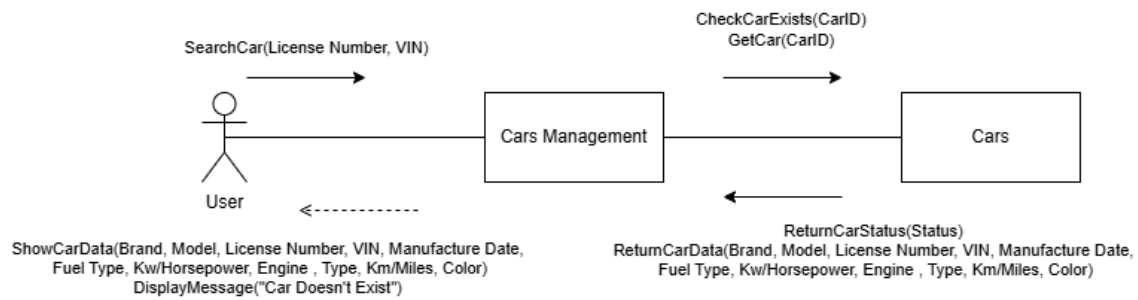 CheckCarExists(CarID)
GetCar(CarID)
SearchCar(License Number, VIN)
Cars Management
Cars
User
ShowCarData(Brand, Model, License Number, VIN, Manufacture Date,
Fuel Type, Kw/Horsepower, Engine , Type, Km/Miles, Color)
DisplayMessage("Car Doesn't Exist")
ReturnCarStatus(Status)
ReturnCarData(Brand, Model, License Number, VIN, Manufacture Date,
Fuel Type, Kw/Horsepower, Engine , Type, Km/Miles, Color)